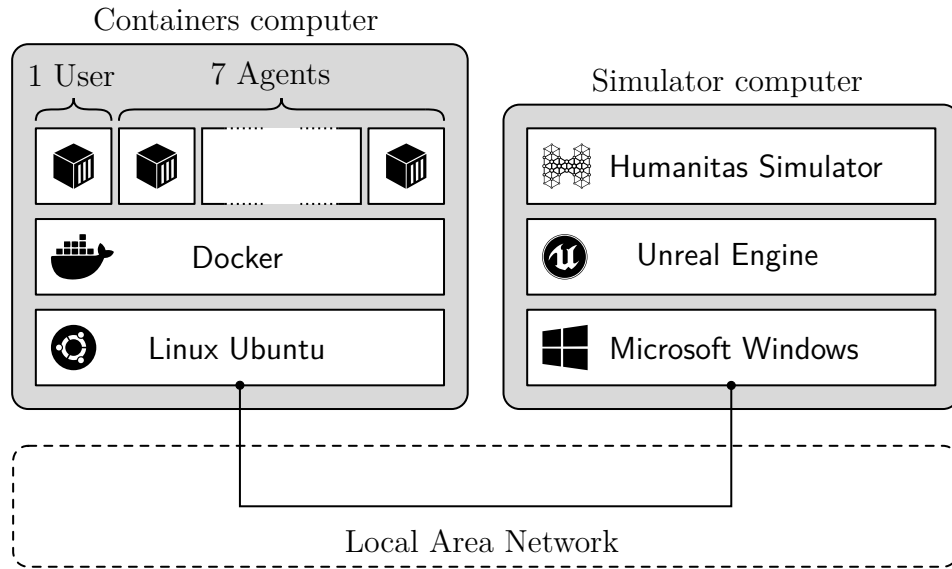 Containers computer
1 User
7 Agents
Docker
Linux Ubuntu
Simulator computer
Humanitas Simulator
Unreal Engine
Microsoft Windows
Local Area Network